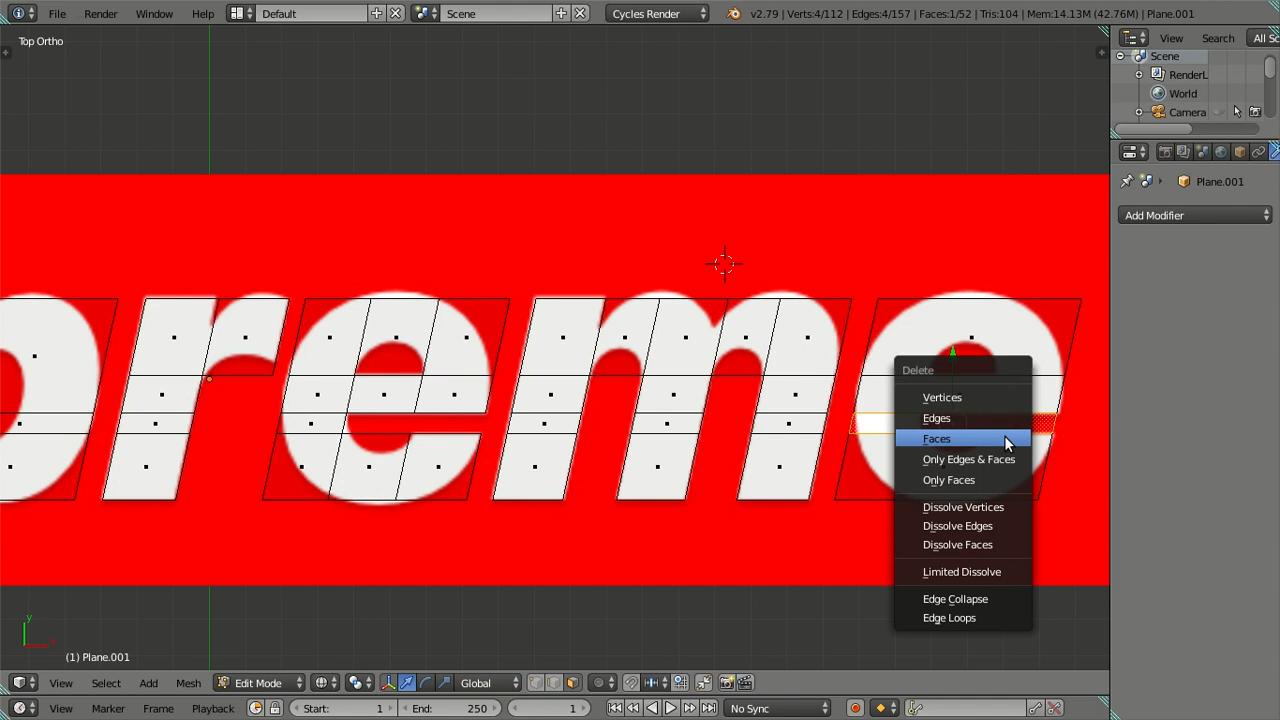 File Render Window Help Default Scene Cycles Render v2.79 | Verts:4/112 | Edges:4/157 | Faces:1/52 | Tris:104 | Mem:14.13M (42.76M) | Plane.001
Top Ortho
View Search All Sc
Scene
RenderL
World
Camera
Plane.001
Add Modifier
preme
Delete
Vertices
Edges
Faces
Only Edges & Faces
Only Faces
Dissolve Vertices
Dissolve Edges
Dissolve Faces
Limited Dissolve
Edge Collapse
Edge Loops
y
x
(1) Plane.001
View Select Add Mesh Edit Mode Global
View Marker Frame Playback Start: 1 End: 250 1 No Sync